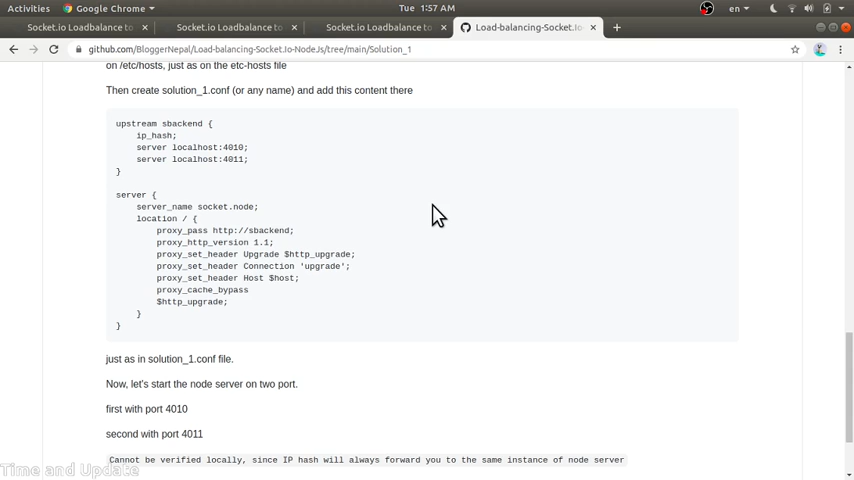 Activities Google Chrome Tue 1:57 AM en
Socket.io Loadbalance to Socket.io Loadbalance to Socket.io Loadbalance to Load-balancing-Socket.Io-
github.com/BloggerNepal/Load-balancing-Socket.Io-NodeJs/tree/main/Solution_1
on /etc/hosts, just as on the etc-hosts file
Then create solution_1.conf (or any name) and add this content there
upstream sbackend {
ip_hash;
server localhost:4010;
server localhost:4011;
}
server {
server_name socket.node;
location / {
proxy_pass http://sbackend;
proxy_http_version 1.1;
proxy_set_header Upgrade $http_upgrade;
proxy_set_header Connection 'upgrade';
proxy_set_header Host $host;
proxy_cache_bypass
$http_upgrade;
}
}
just as in solution_1.conf file.
Now, let's start the node server on two port.
first with port 4010
second with port 4011
Cannot be verified locally, since IP hash will always forward you to the same instance of node server
Time and Update